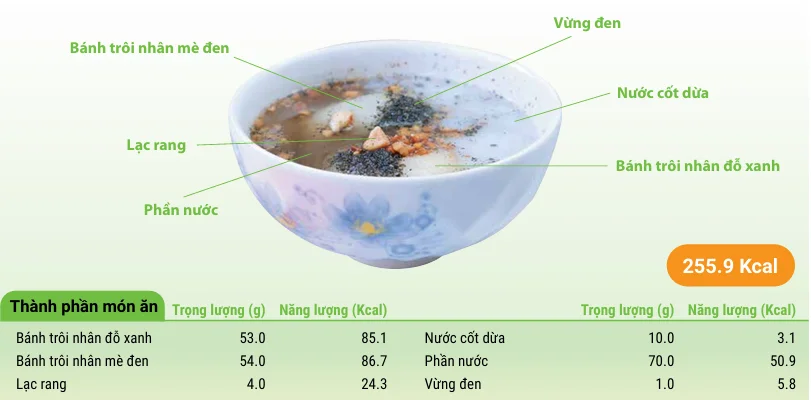 Vừng đen
Bánh trôi nhân mè đen
Nước cốt dừa
Lạc rang
Bánh trôi nhân đỗ xanh
Phần nước
255.9 Kcal
Thành phần món ăn Trọng lượng (g) Năng lượng (Kcal) Trọng lượng (g) Năng lượng (Kcal)
Bánh trôi nhân đỗ xanh 53.0 85.1 Nước cốt dừa 10.0 3.1
Bánh trôi nhân mè đen 54.0 86.7 Phần nước 70.0 50.9
Lạc rang 4.0 24.3 Vừng đen 1.0 5.8